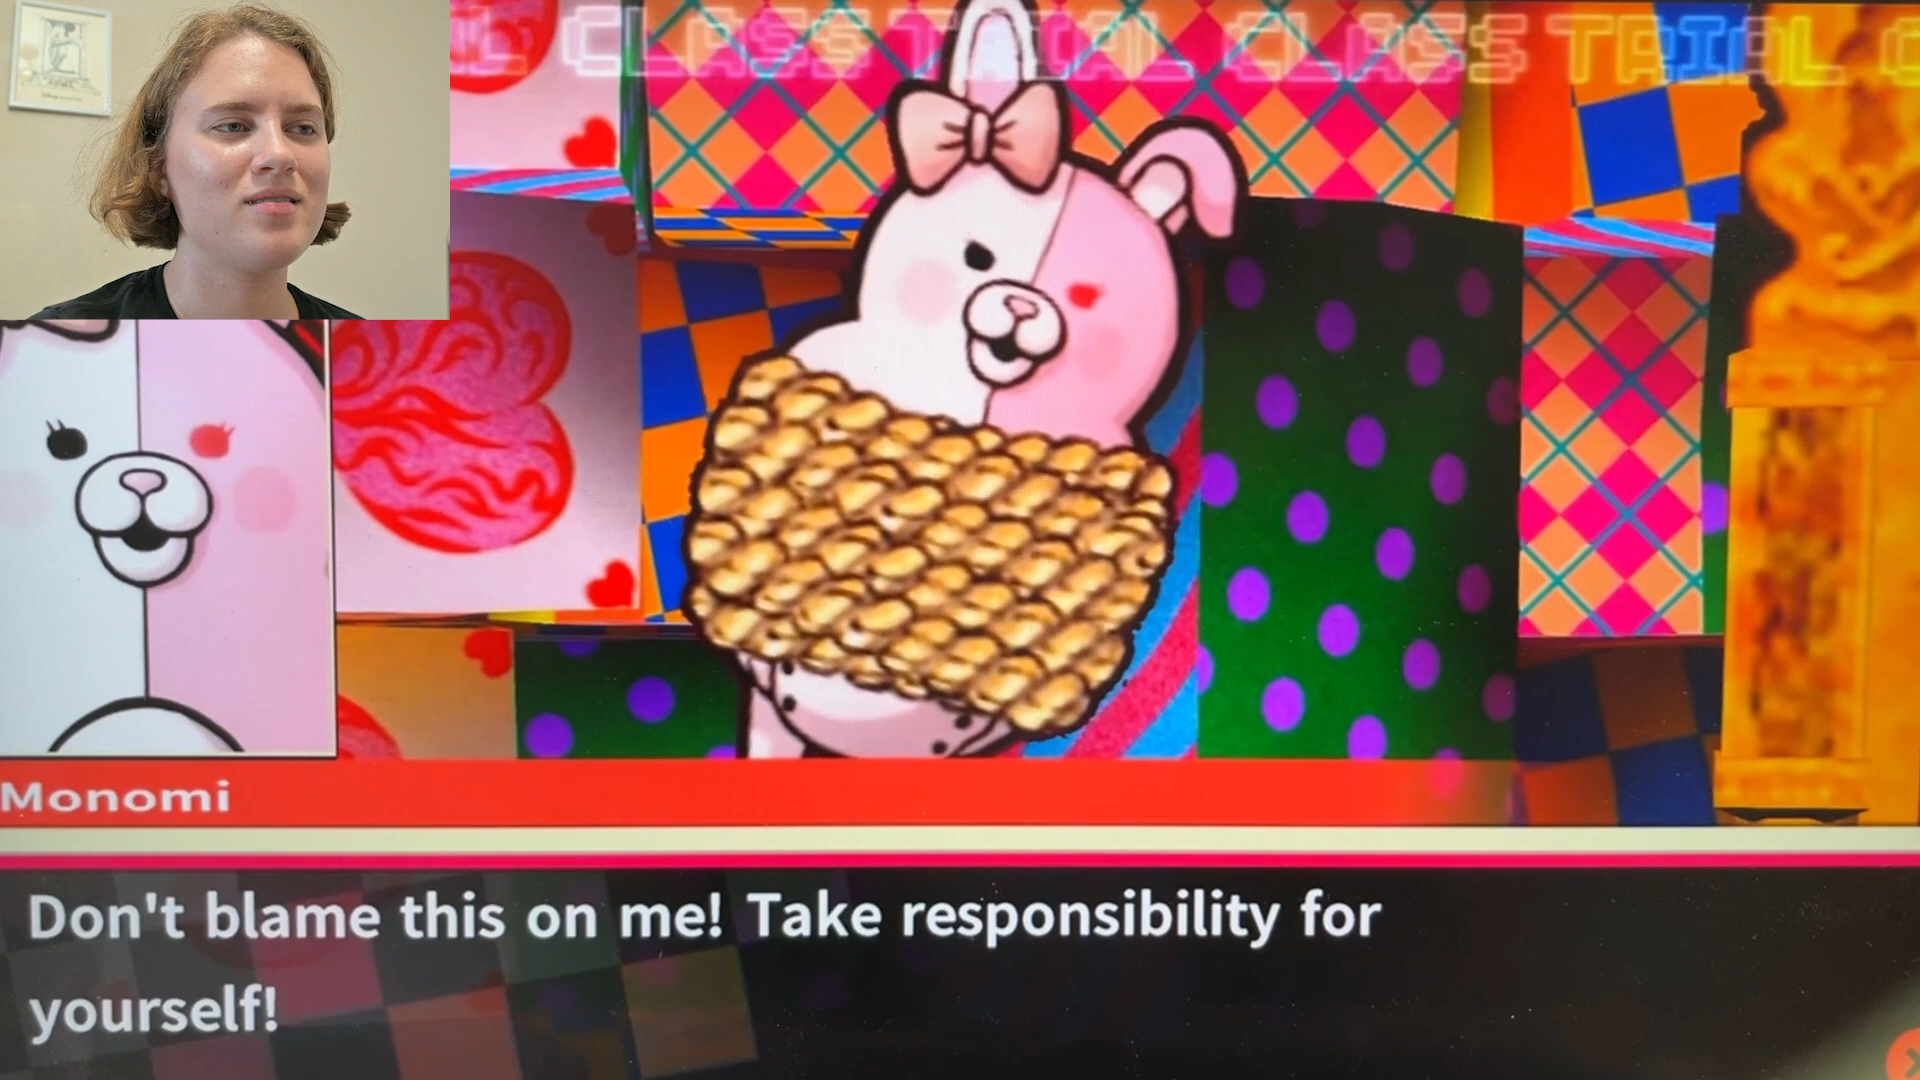 CLASS TRIAL CLASS TRIAL
Monomi
Don't blame this on me! Take responsibility for
yourself!